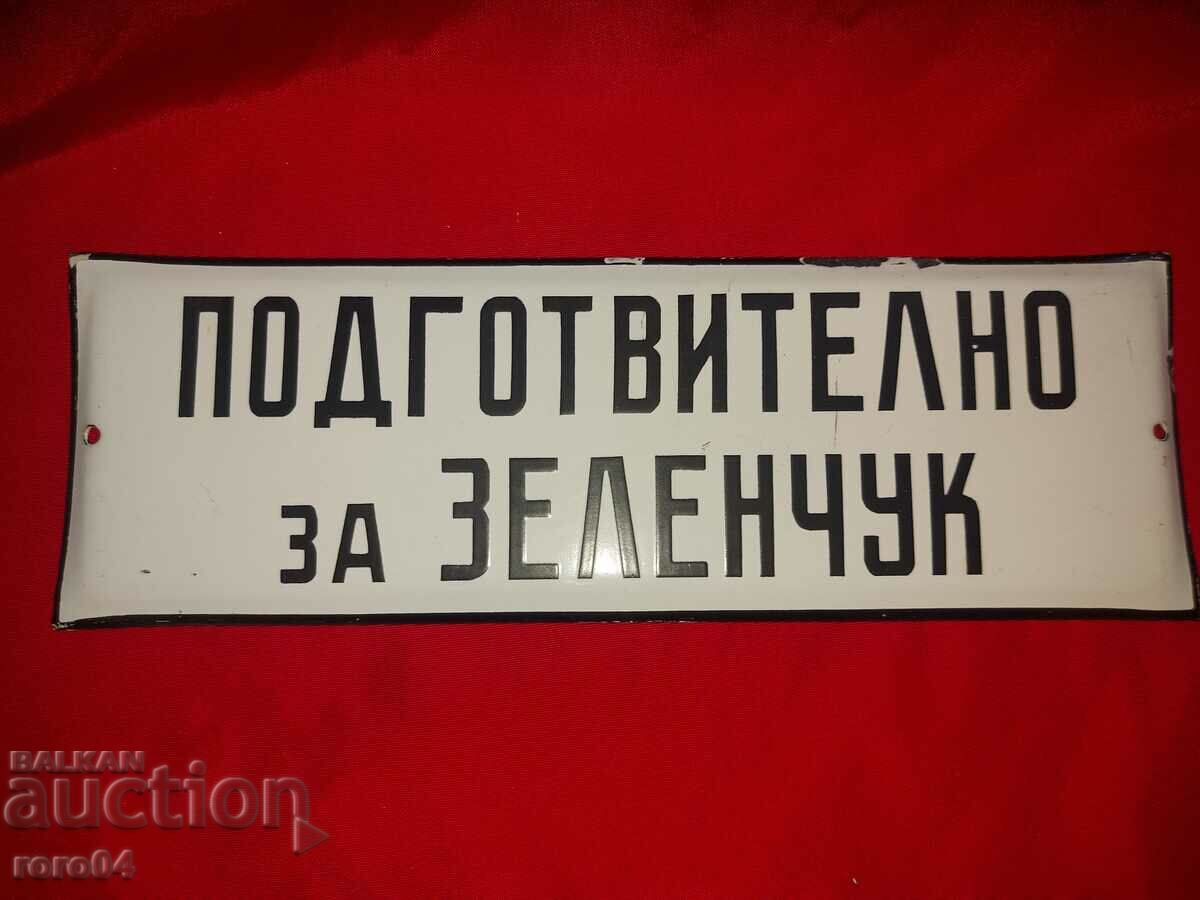 ПОДГОТВИТЕЛНО
ЗА ЗЕЛЕНЧУК
BALKAN
auction
roro04